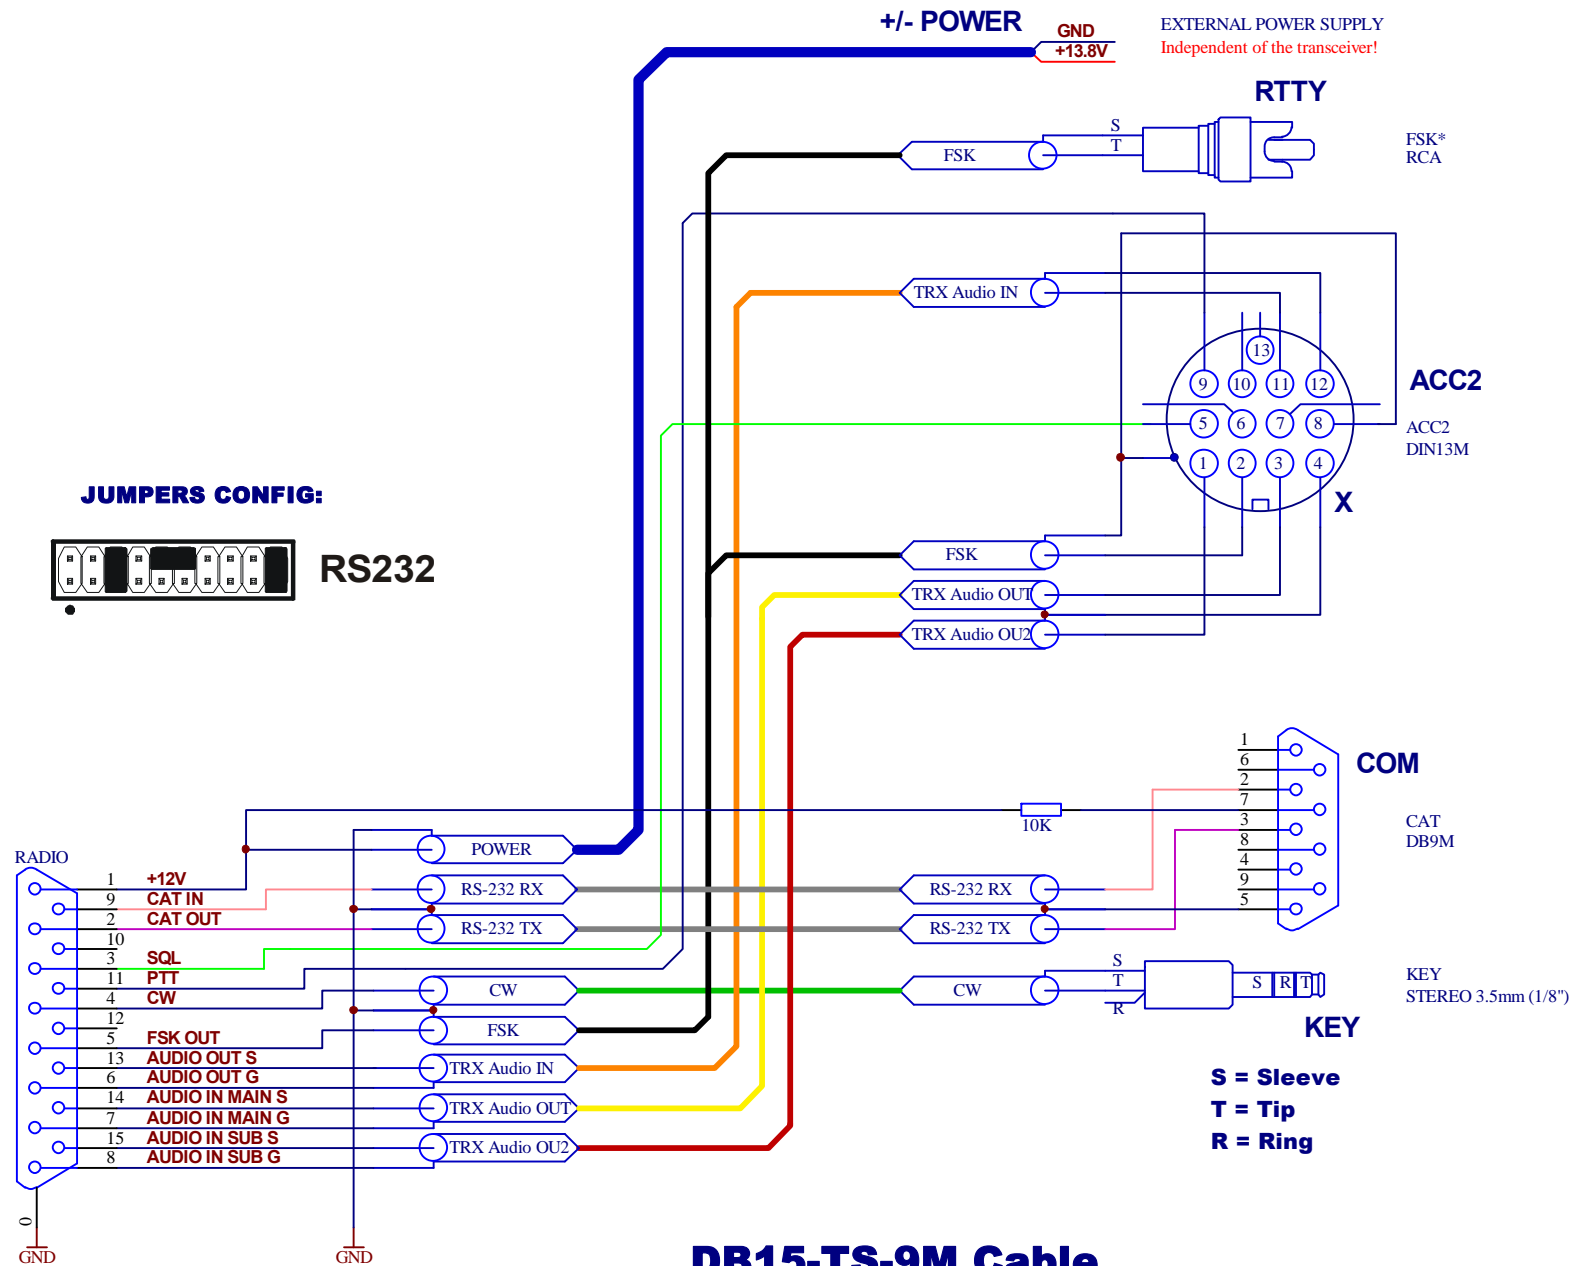 +/- POWER
GND
+13.8V
EXTERNAL POWER SUPPLY
Independent of the transceiver!
RTTY
S
T
FSK
FSK*
RCA
TRX Audio IN
13
9 10 11 12
5 6 7 8
1 2 3 4
ACC2
ACC2
DIN13M
X
JUMPERS CONFIG:
RS232
FSK
TRX Audio OUT
TRX Audio OU2
1
6
2
7
3
8
4
9
5
COM
CAT
DB9M
10K
POWER
RS-232 RX
RS-232 RX
RS-232 TX
RS-232 TX
RADIO
1 +12V
9 CAT IN
2 CAT OUT
10
3 SQL
11 PTT
4 CW
12
5 FSK OUT
13 AUDIO OUT S
6 AUDIO OUT G
14 AUDIO IN MAIN S
7 AUDIO IN MAIN G
15 AUDIO IN SUB S
8 AUDIO IN SUB G
0
GND
GND
CW
FSK
TRX Audio IN
TRX Audio OUT
TRX Audio OU2
CW
S
T
R
S R T
KEY
KEY
STEREO 3.5mm (1/8")
S = Sleeve
T = Tip
R = Ring
DB15-TS-9M Cable